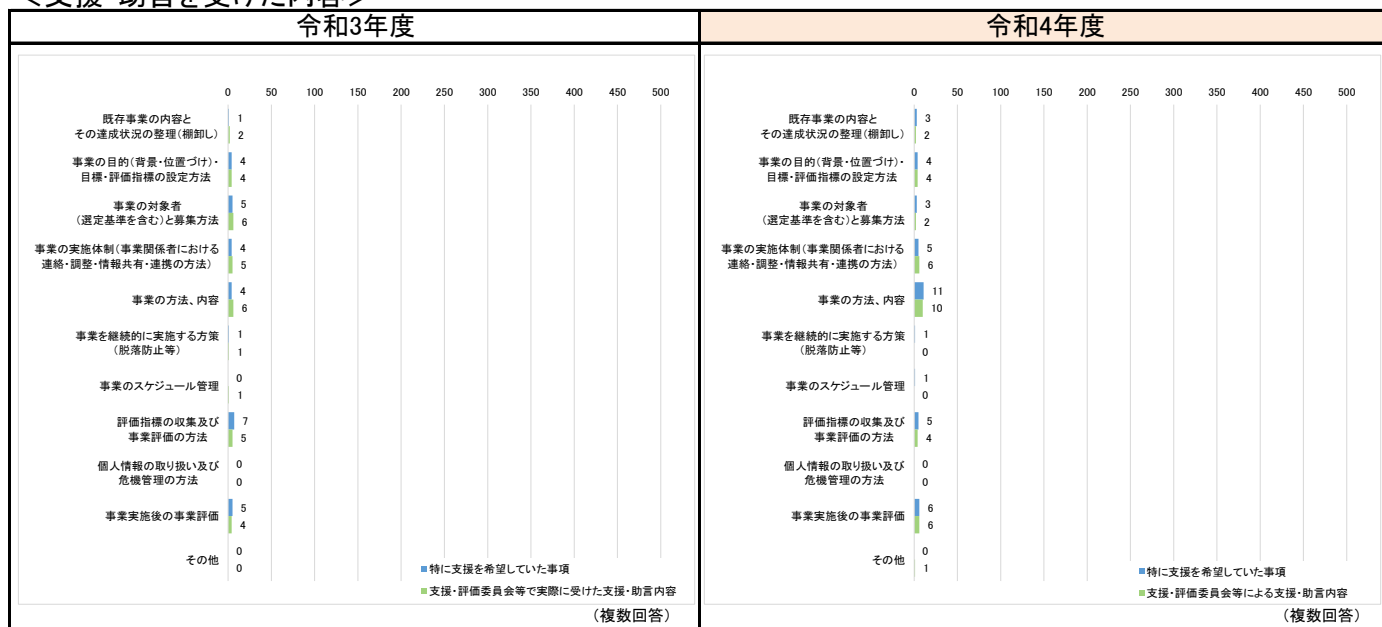 ＜支援・助言を受けた内容＞
令和3年度
0 50 100 150 200 250 300 350 400 450 500
既存事業の内容と
その達成状況の整理（棚卸し）
1
2
事業の目的（背景・位置づけ）・
目標・評価指標の設定方法
4
4
事業の対象者
（選定基準を含む）と募集方法
5
6
事業の実施体制（事業関係者における
連絡・調整・情報共有・連携の方法）
4
5
事業の方法、内容
4
6
事業を継続的に実施する方策
（脱落防止等）
1
1
事業のスケジュール管理
0
1
評価指標の収集及び
事業評価の方法
7
5
個人情報の取り扱い及び
危機管理の方法
0
0
事業実施後の事業評価
5
4
その他
0
0
■特に支援を希望していた事項
■支援・評価委員会等で実際に受けた支援・助言内容
（複数回答）
令和4年度
0 50 100 150 200 250 300 350 400 450 500
既存事業の内容と
その達成状況の整理（棚卸し）
3
2
事業の目的（背景・位置づけ）・
目標・評価指標の設定方法
4
4
事業の対象者
（選定基準を含む）と募集方法
3
2
事業の実施体制（事業関係者における
連絡・調整・情報共有・連携の方法）
5
6
事業の方法、内容
11
10
事業を継続的に実施する方策
（脱落防止等）
1
0
事業のスケジュール管理
1
0
評価指標の収集及び
事業評価の方法
5
4
個人情報の取り扱い及び
危機管理の方法
0
0
事業実施後の事業評価
6
6
その他
0
1
■特に支援を希望していた事項
■支援・評価委員会等による支援・助言内容
（複数回答）